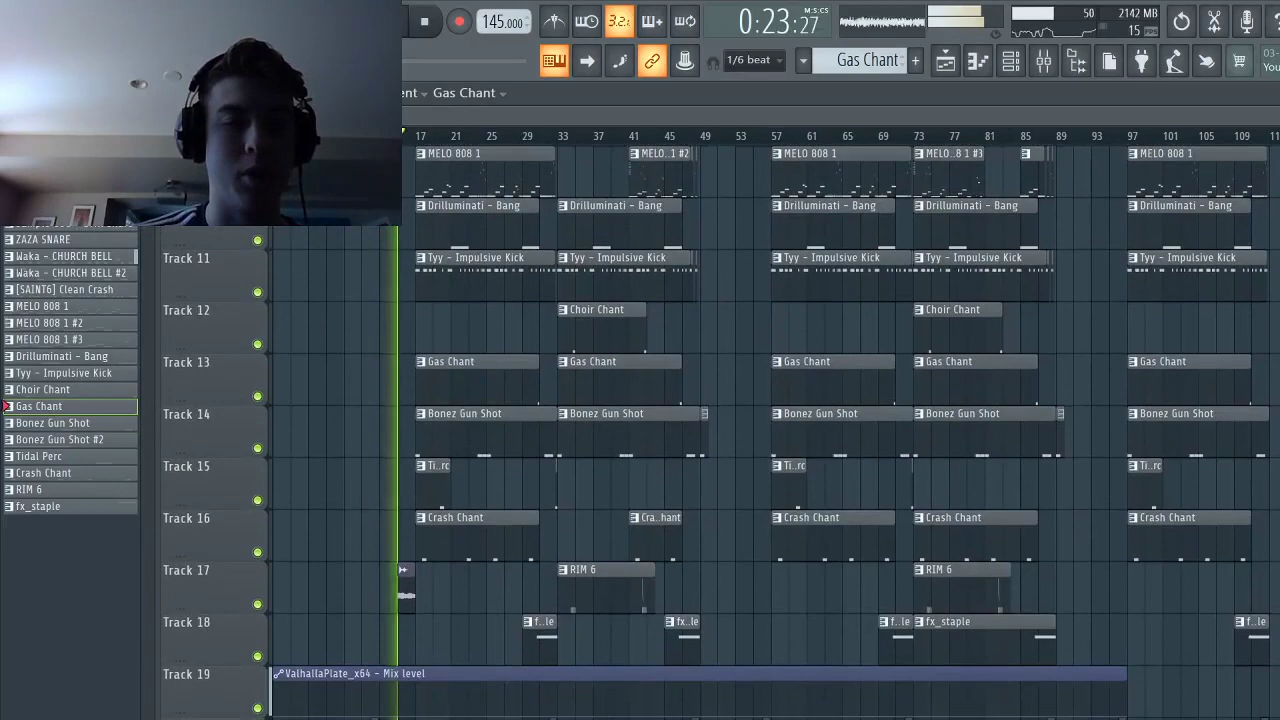 145.000
3.2.
0:23:27
M:S:CS
50
2142 MB
15
FPS
1/6 beat
Gas Chant
+
03-
You
ent
Gas Chant
17 21 25 29 33 37 41 45 49 53 57 61 65 69 73 77 81 85 89 93 97 101 105 109 11
MELO 808 1
MELO..1 #2
MELO 808 1
MELO..8 1 #3
MELO 808 1
Drilluminati - Bang
Drilluminati - Bang
Drilluminati - Bang
Drilluminati - Bang
Drilluminati - Bang
ZAZA SNARE
Waka - CHURCH BELL
Waka - CHURCH BELL #2
[SAINT6] Clean Crash
MELO 808 1
MELO 808 1 #2
MELO 808 1 #3
Drilluminati - Bang
Tyy - Impulsive Kick
Choir Chant
Gas Chant
Bonez Gun Shot
Bonez Gun Shot #2
Tidal Perc
Crash Chant
RIM 6
fx_staple
Track 11
Tyy - Impulsive Kick
Tyy - Impulsive Kick
Tyy - Impulsive Kick
Tyy - Impulsive Kick
Tyy - Impulsive Kick
Track 12
Choir Chant
Choir Chant
Track 13
Gas Chant
Gas Chant
Gas Chant
Gas Chant
Gas Chant
Track 14
Bonez Gun Shot
Bonez Gun Shot
Bonez Gun Shot
Bonez Gun Shot
Bonez Gun Shot
Track 15
Ti..rc
Ti..rc
Ti..rc
Track 16
Crash Chant
Cra..hant
Crash Chant
Crash Chant
Crash Chant
Track 17
RIM 6
RIM 6
Track 18
f..le
fx..le
f..le
fx_staple
f..le
Track 19
ValhallaPlate_x64 - Mix level